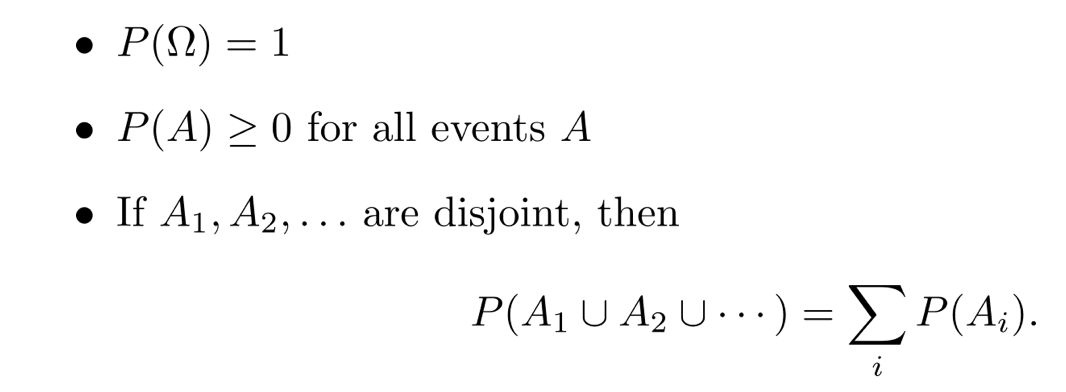 • P(Ω) = 1
• P(A) ≥ 0 for all events A
• If A₁, A₂, … are disjoint, then
P(A₁ ∪ A₂ ∪ ⋯) = ∑ᵢ P(Aᵢ).